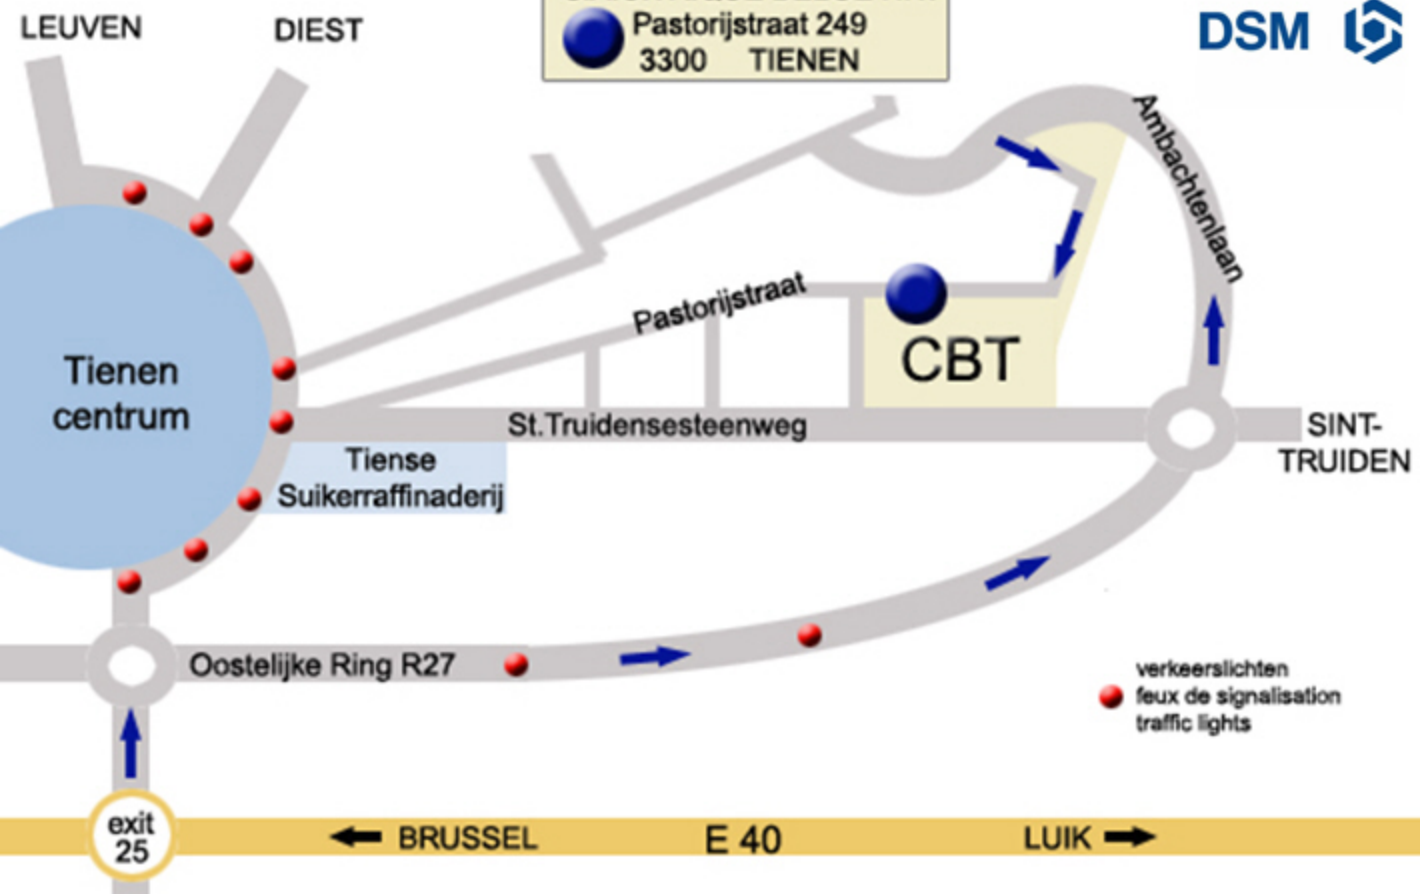 LEUVEN
DIEST
Pastorijstraat 249
3300 TIENEN
DSM
Ambachtenlaan
Pastorijstraat
CBT
Tienen
centrum
St.Truidensesteenweg
SINT-
TRUIDEN
Tiense
Suikerraffinaderij
Oostelijke Ring R27
verkeerslichten
feux de signalisation
traffic lights
exit
25
BRUSSEL
E 40
LUIK